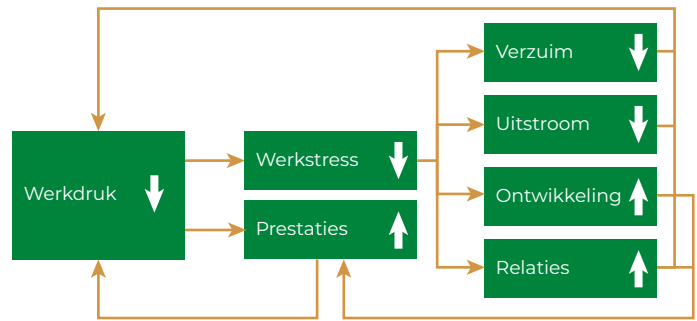 Verzuim
Uitstroom
Werkdruk
Werkstress
Ontwikkeling
Prestaties
Relaties